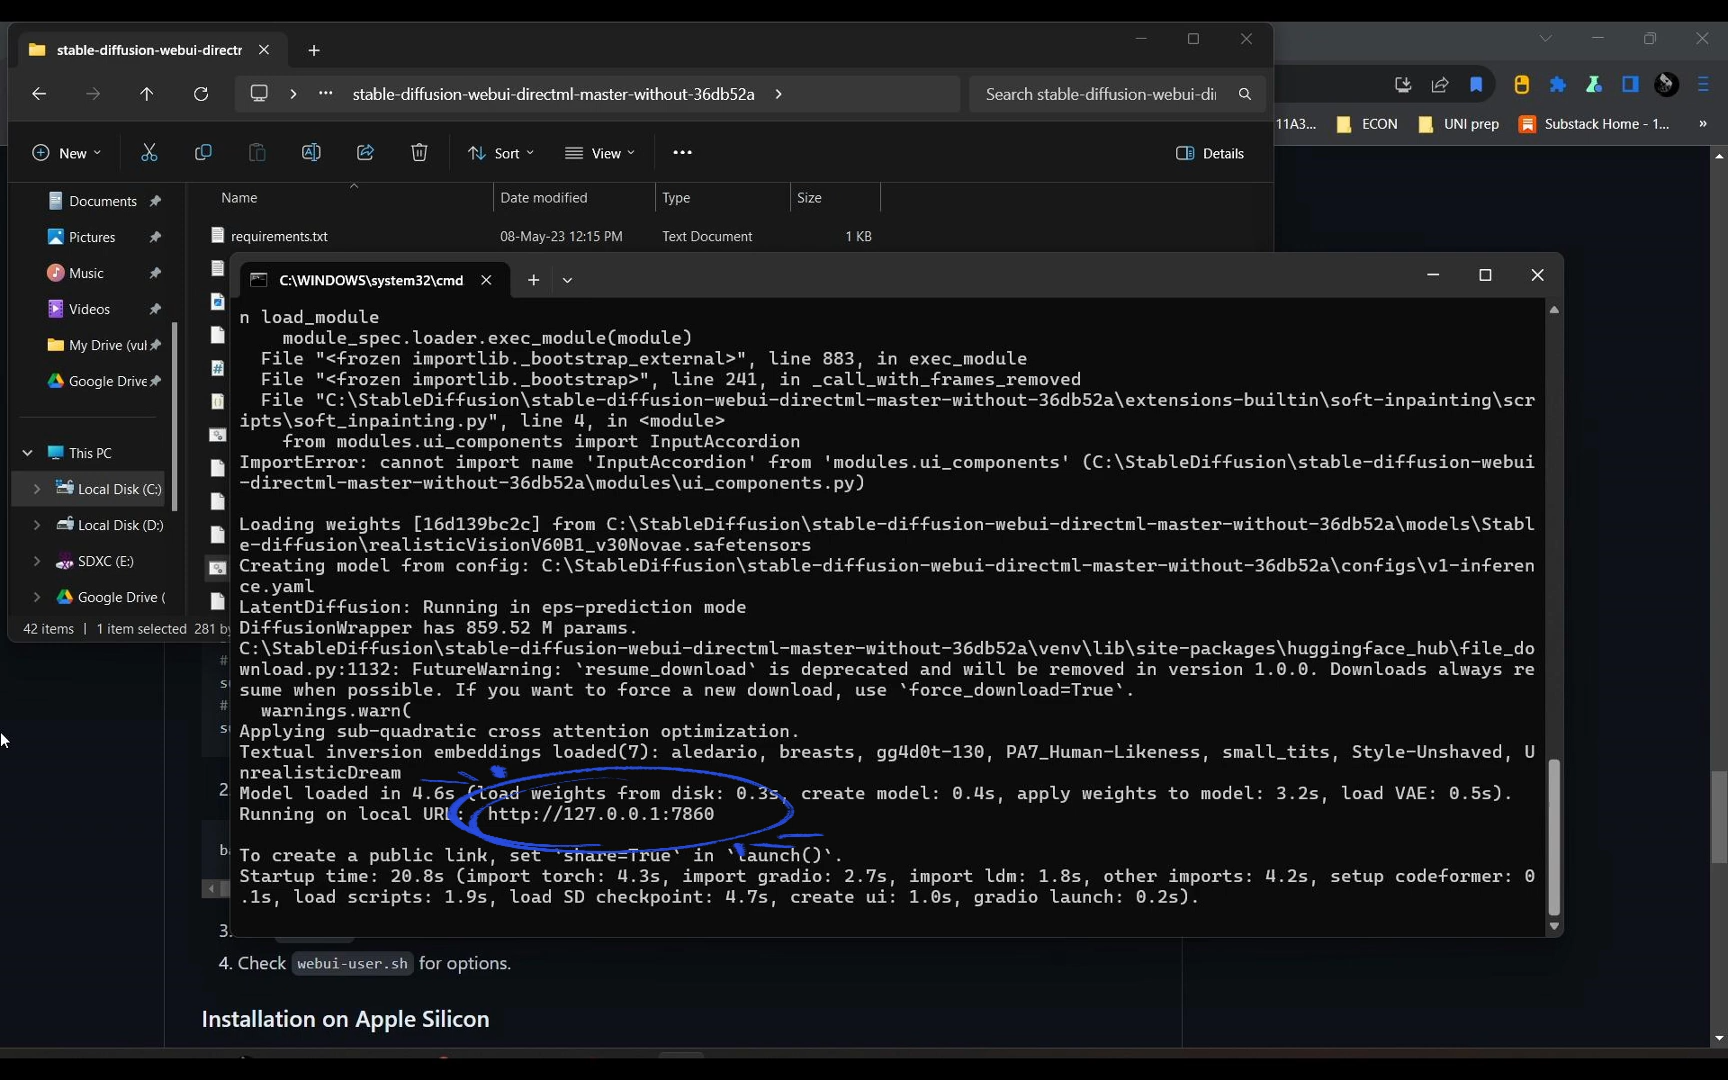 stable-diffusion-webui-directr
stable-diffusion-webui-directml-master-without-36db52a
Search stable-diffusion-webui-di
11A3...
ECON
UNI prep
Substack Home - 1...
»
New
Sort
View
Details
Documents
Pictures
Music
Videos
My Drive (vul
Google Drive
This PC
Local Disk (C:)
Local Disk (D:)
SDXC (E:)
Google Drive (
Name
Date modified
Type
Size
requirements.txt
08-May-23 12:15 PM
Text Document
1 KB
42 items
1 item selected
281 by
C:\WINDOWS\system32\cmd
n load_module
module_spec.loader.exec_module(module)
File "<frozen importlib._bootstrap_external>", line 883, in exec_module
File "<frozen importlib._bootstrap>", line 241, in _call_with_frames_removed
File "C:\StableDiffusion\stable-diffusion-webui-directml-master-without-36db52a\extensions-builtin\soft-inpainting\scr
ipts\soft_inpainting.py", line 4, in <module>
from modules.ui_components import InputAccordion
ImportError: cannot import name 'InputAccordion' from 'modules.ui_components' (C:\StableDiffusion\stable-diffusion-webui
-directml-master-without-36db52a\modules\ui_components.py)
Loading weights [16d139bc2c] from C:\StableDiffusion\stable-diffusion-webui-directml-master-without-36db52a\models\Stabl
e-diffusion\realisticVisionV60B1_v30Novae.safetensors
Creating model from config: C:\StableDiffusion\stable-diffusion-webui-directml-master-without-36db52a\configs\v1-inferen
ce.yaml
LatentDiffusion: Running in eps-prediction mode
DiffusionWrapper has 859.52 M params.
C:\StableDiffusion\stable-diffusion-webui-directml-master-without-36db52a\venv\lib\site-packages\huggingface_hub\file_do
wnload.py:1132: FutureWarning: `resume_download` is deprecated and will be removed in version 1.0.0. Downloads always re
sume when possible. If you want to force a new download, use `force_download=True`.
warnings.warn(
Applying sub-quadratic cross attention optimization.
Textual inversion embeddings loaded(7): aledario, breasts, gg4d0t-130, PA7_Human-Likeness, small_tits, Style-Unshaved, U
nrealisticDream
Model loaded in 4.6s (load weights from disk: 0.3s, create model: 0.4s, apply weights to model: 3.2s, load VAE: 0.5s).
Running on local URL: http://127.0.0.1:7860
To create a public link, set `share=True` in `launch()`.
Startup time: 20.8s (import torch: 4.3s, import gradio: 2.7s, import ldm: 1.8s, other imports: 4.2s, setup codeformer: 0
.1s, load scripts: 1.9s, load SD checkpoint: 4.7s, create ui: 1.0s, gradio launch: 0.2s).
#
#
2
3.
4. Check webui-user.sh for options.
Installation on Apple Silicon